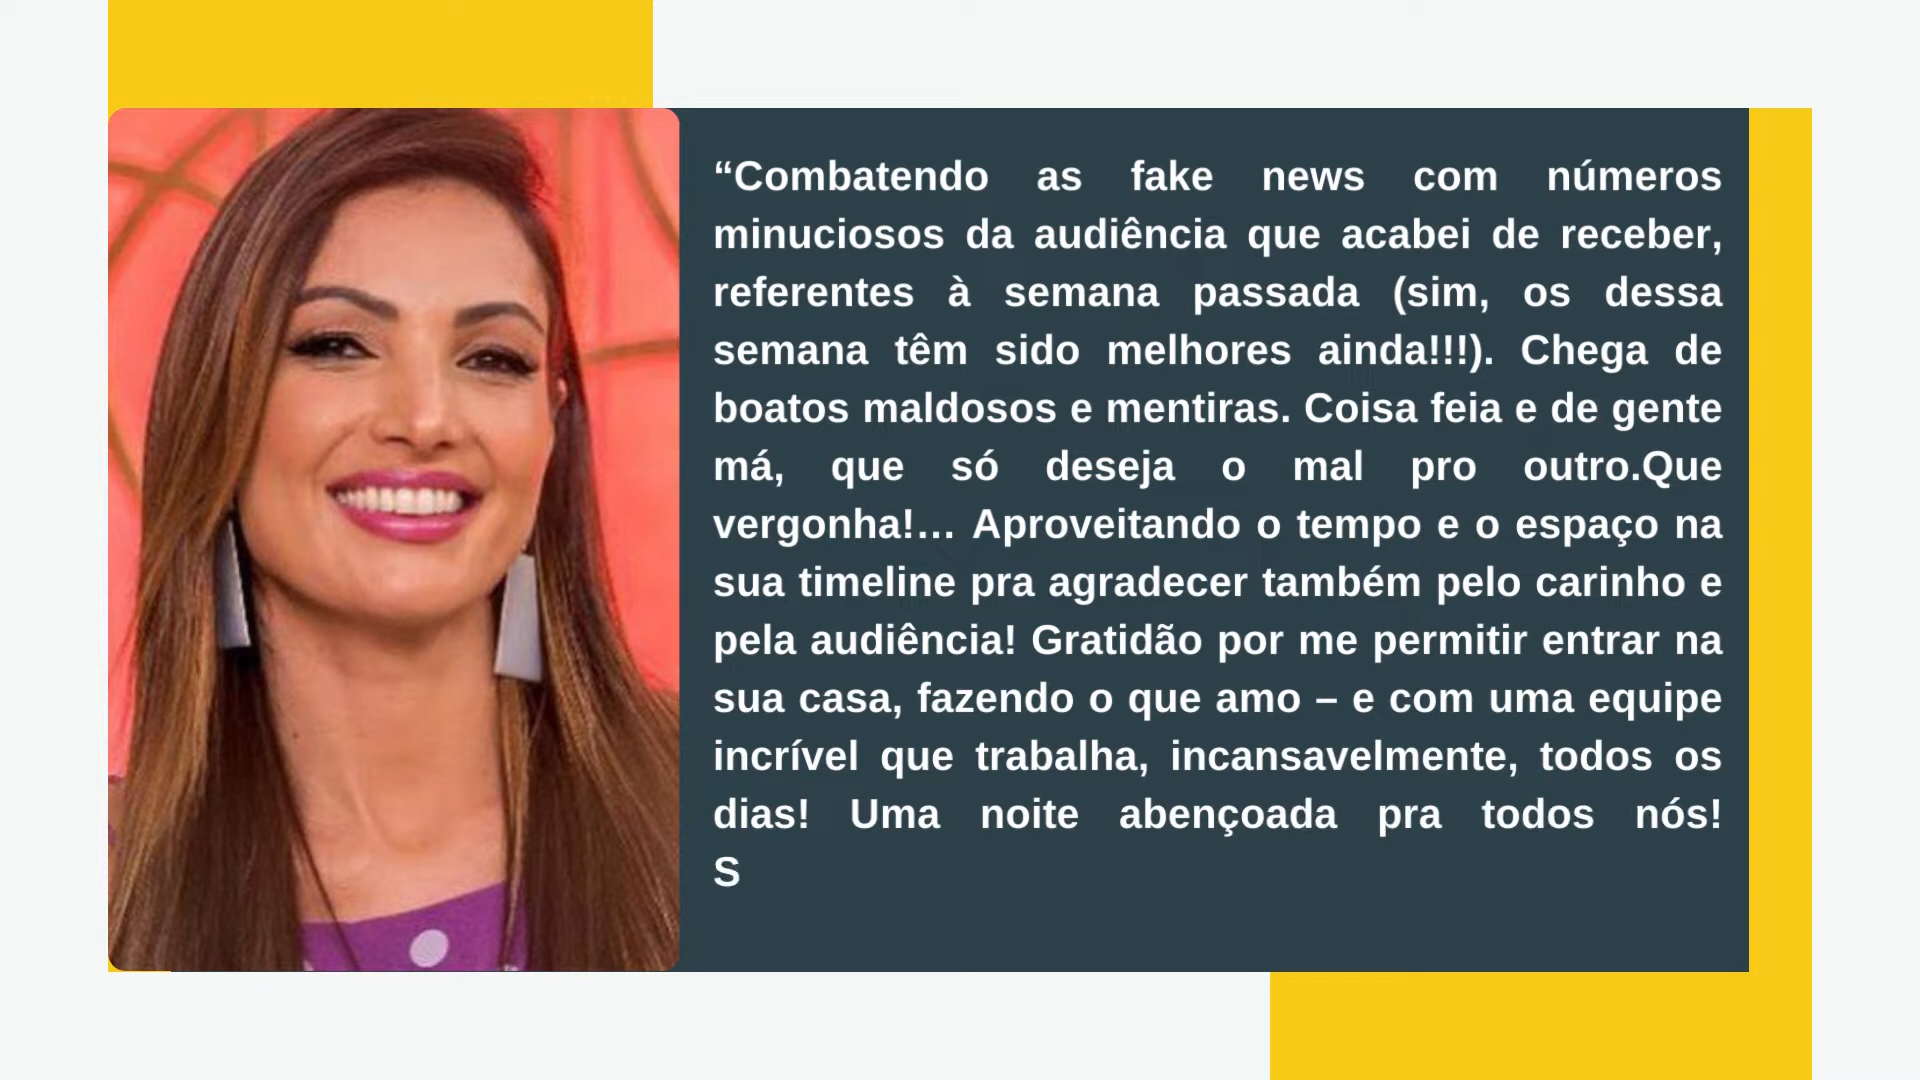 “Combatendo as fake news com números
minuciosos da audiência que acabei de receber,
referentes à semana passada (sim, os dessa
semana têm sido melhores ainda!!!). Chega de
boatos maldosos e mentiras. Coisa feia e de gente
má, que só deseja o mal pro outro.Que
vergonha!… Aproveitando o tempo e o espaço na
sua timeline pra agradecer também pelo carinho e
pela audiência! Gratidão por me permitir entrar na
sua casa, fazendo o que amo – e com uma equipe
incrível que trabalha, incansavelmente, todos os
dias! Uma noite abençoada pra todos nós!
S